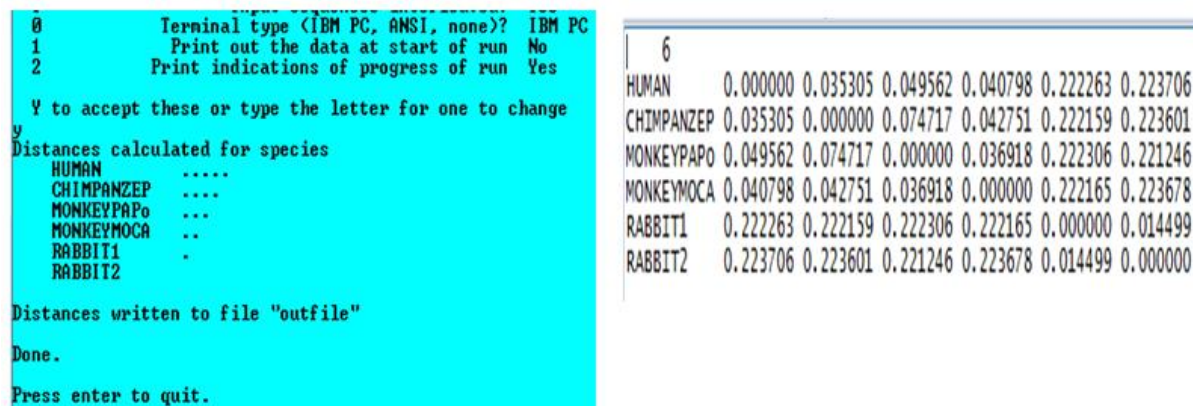 0 Terminal type (IBM PC, ANSI, none)? IBM PC
1 Print out the data at start of run No
2 Print indications of progress of run Yes
Y to accept these or type the letter for one to change
y
Distances calculated for species
HUMAN .....
CHIMPANZEP ....
MONKEYPAPo ...
MONKEYMOCA ..
RABBIT1 .
RABBIT2
Distances written to file "outfile"
Done.
Press enter to quit.
6
HUMAN 0.000000 0.035305 0.049562 0.040798 0.222263 0.223706
CHIMPANZEP 0.035305 0.000000 0.074717 0.042751 0.222159 0.223601
MONKEYPAPo 0.049562 0.074717 0.000000 0.036918 0.222306 0.221246
MONKEYMOCA 0.040798 0.042751 0.036918 0.000000 0.222165 0.223678
RABBIT1 0.222263 0.222159 0.222306 0.222165 0.000000 0.014499
RABBIT2 0.223706 0.223601 0.221246 0.223678 0.014499 0.000000